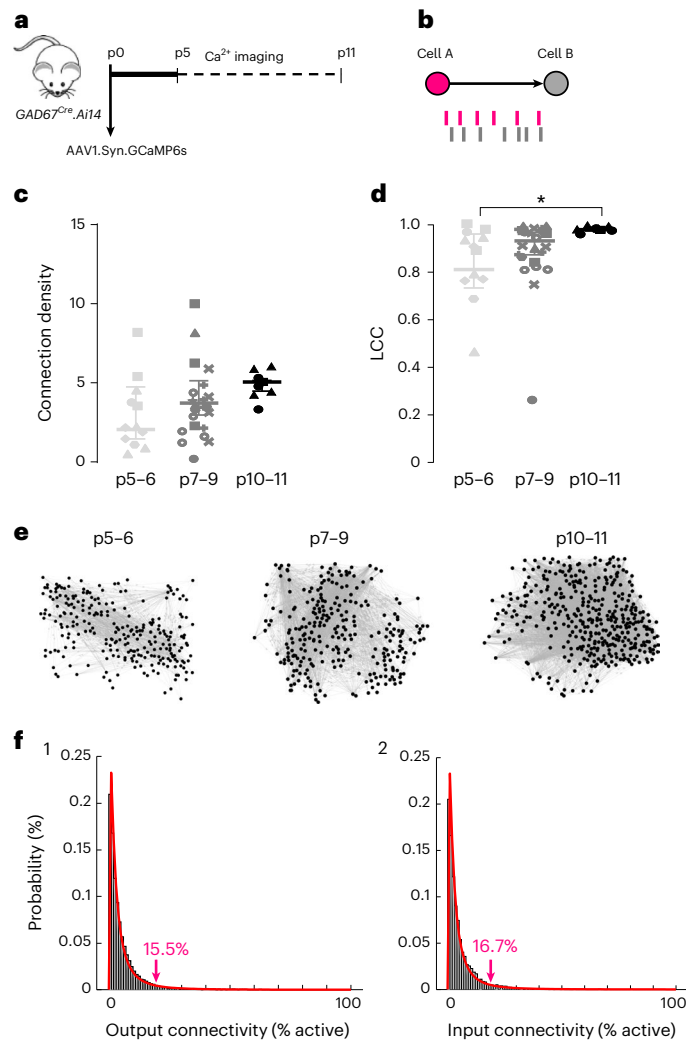 a
p0 p5 Ca2+ imaging p11
GAD67Cre.Ai14
AAV1.Syn.GCaMP6s
b
Cell A Cell B
c
Connection density
15
10
5
0
p5–6 p7–9 p10–11
d
*
LCC
1.0
0.8
0.6
0.4
0.2
0
p5–6 p7–9 p10–11
e
p5–6 p7–9 p10–11
f
1
Probability (%)
0.25
0.2
0.15
0.1
0.05
0
15.5%
0 100
Output connectivity (% active)
2
0.25
0.2
0.15
0.1
0.05
0
16.7%
0 100
Input connectivity (% active)